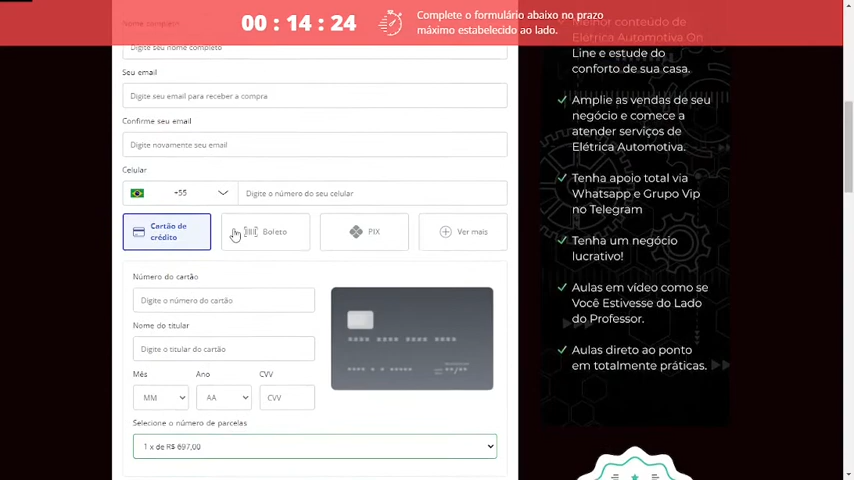 00 : 14 : 24
Complete o formulário abaixo no prazo
máximo estabelecido ao lado.
Nome completo
Digite seu nome completo
Seu email
Digite seu email para receber a compra
Confirme seu email
Digite novamente seu email
Celular
+55
Digite o número do seu celular
Cartão de
crédito
Boleto
PIX
Ver mais
Número do cartão
Digite o número do cartão
Nome do titular
Digite o titular do cartão
Mês
Ano
CVV
MM
AA
CVV
Selecione o número de parcelas
1 x de R$ 697,00
Melhor conteúdo de
Elétrica Automotiva On
Line e estude do
conforto de sua casa.
Amplie as vendas de seu
negócio e comece a
atender serviços de
Elétrica Automotiva.
Tenha apoio total via
Whatsapp e Grupo Vip
no Telegram
Tenha um negócio
lucrativo!
Aulas em vídeo como se
Você Estivesse do Lado
do Professor.
Aulas direto ao ponto
em totalmente práticas.